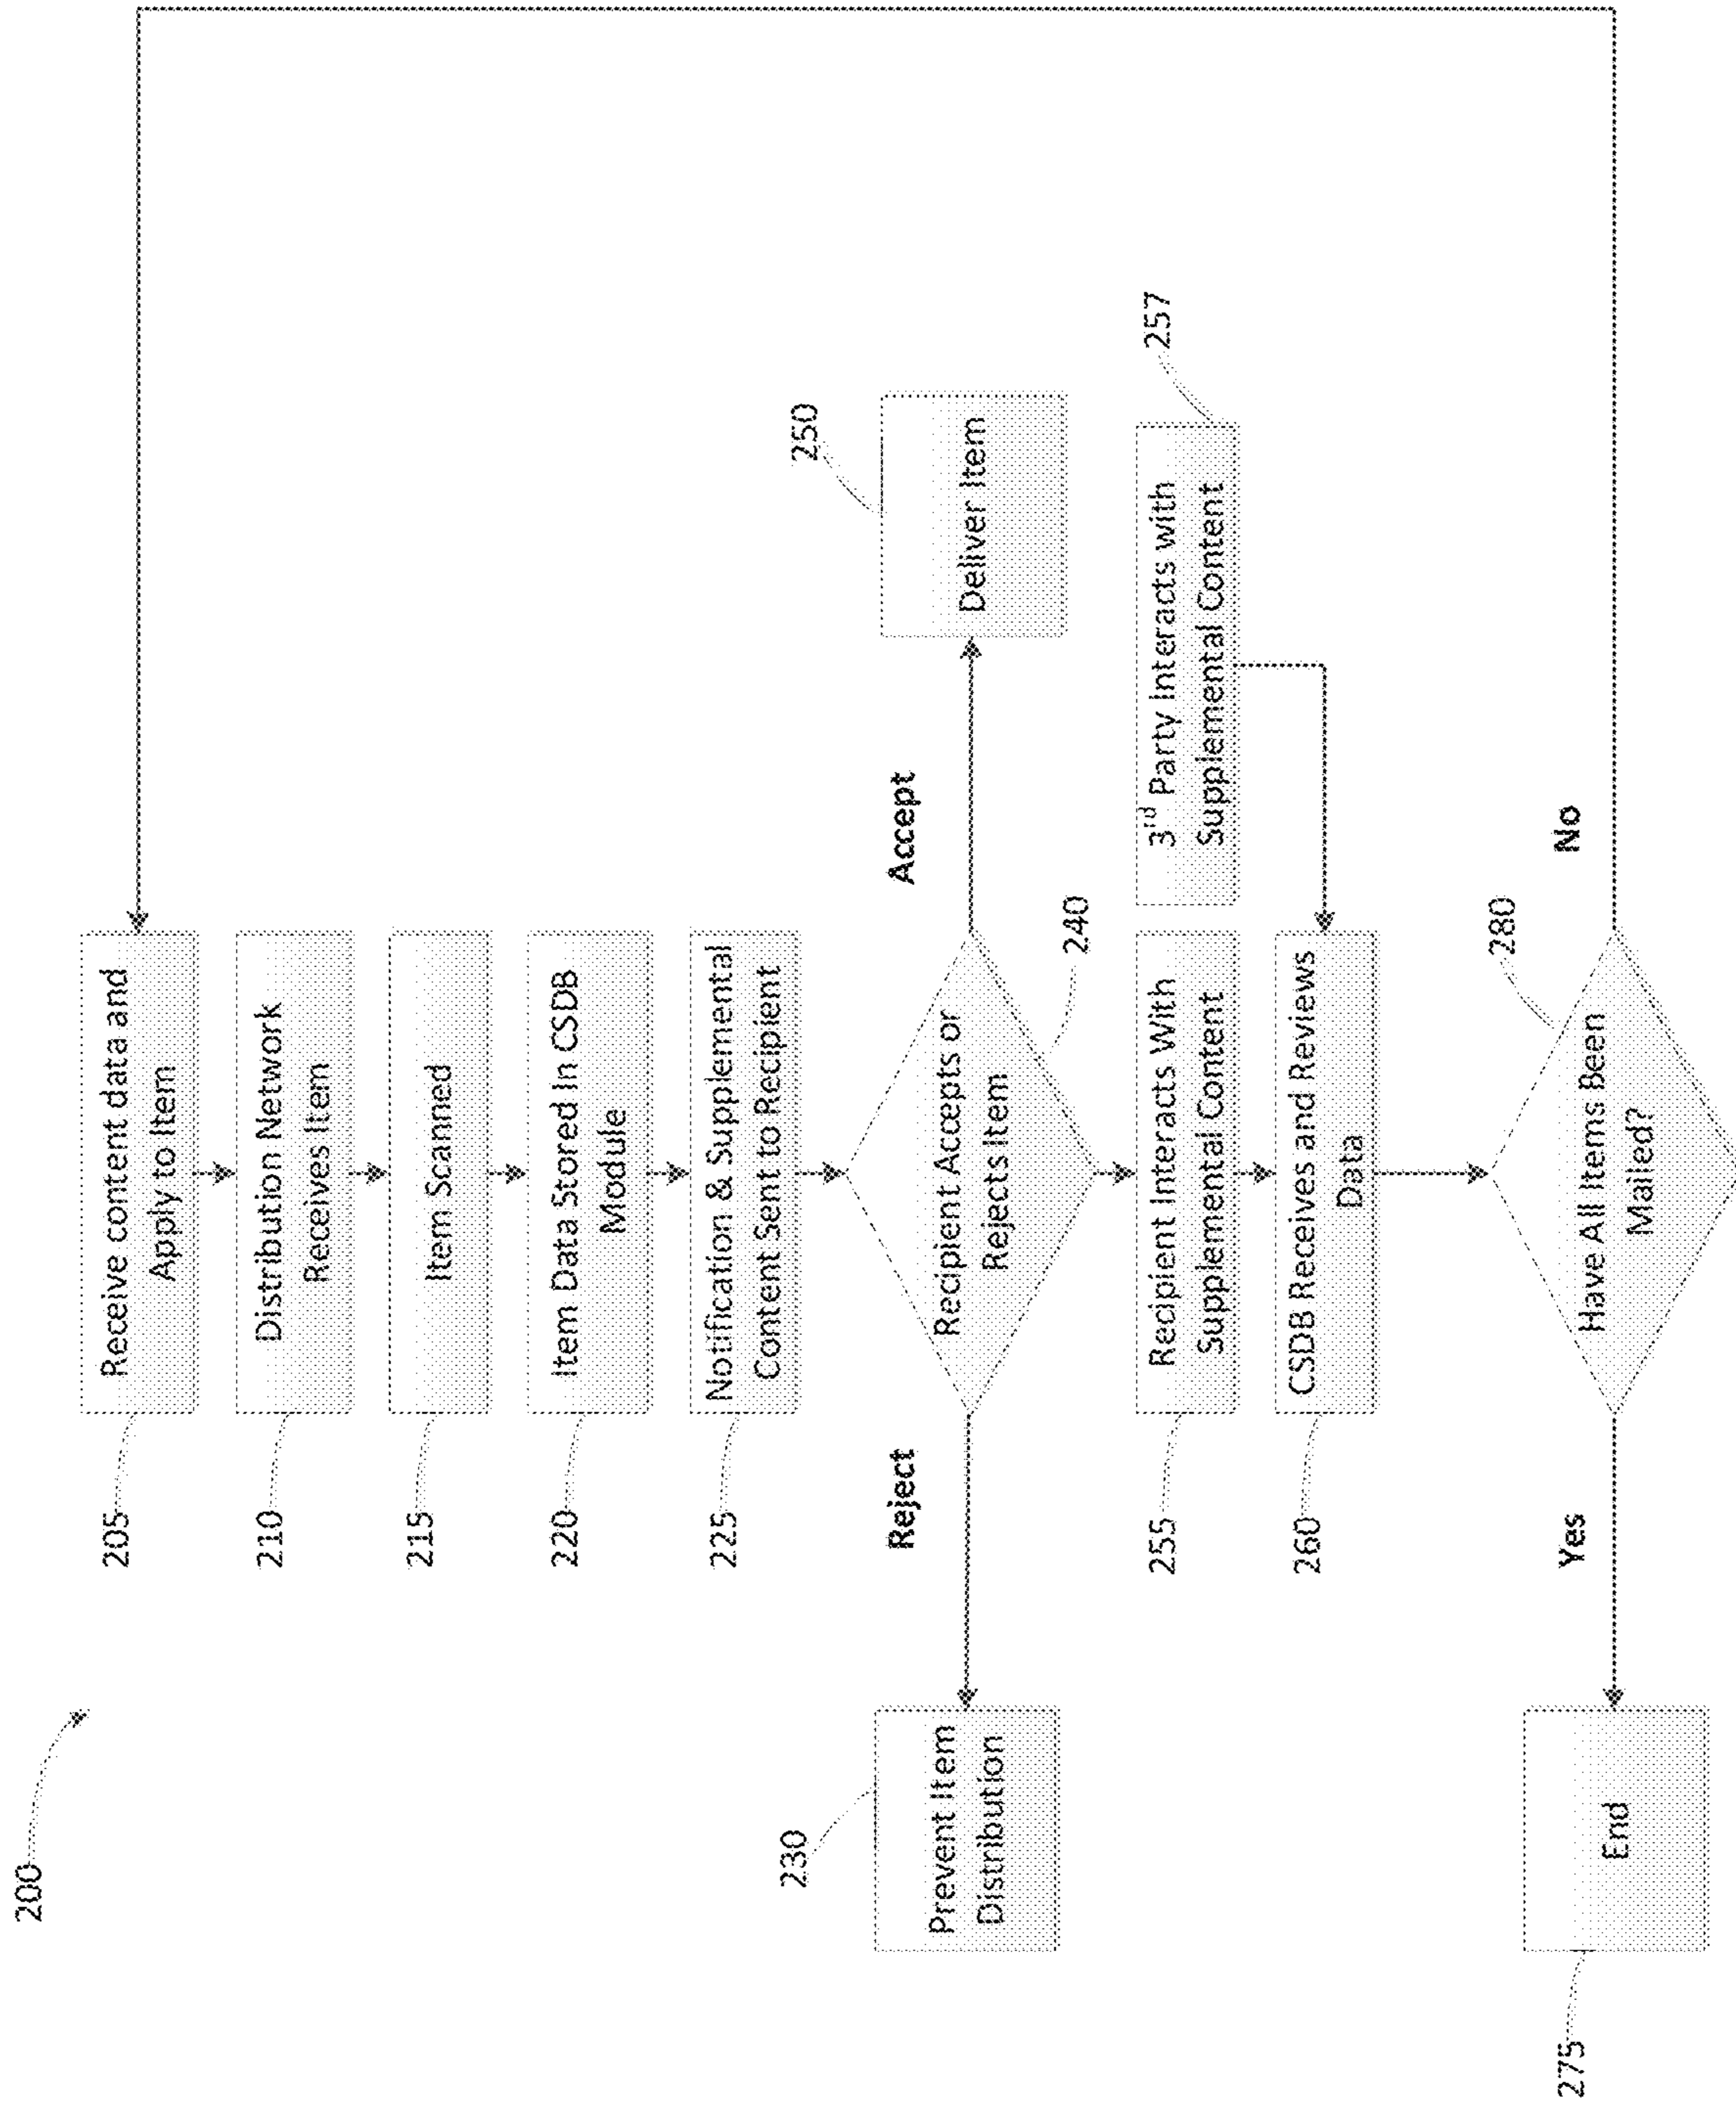 200
205
Receive content data and
Apply to Item
210
Distribution Network
Receives Item
215
Item Scanned
220
Item Data Stored in CSDB
Module
225
Notification & Supplemental
Content Sent to Recipient
230
Prevent Item
Distribution
Reject
Recipient Accepts or
Rejects Item
240
Accept
250
Deliver Item
255
Recipient Interacts With
Supplemental Content
3rd Party Interacts with
Supplemental Content
257
260
CSDB Receives and Reviews
Data
275
End
Yes
Have All Items Been
Mailed?
280
No